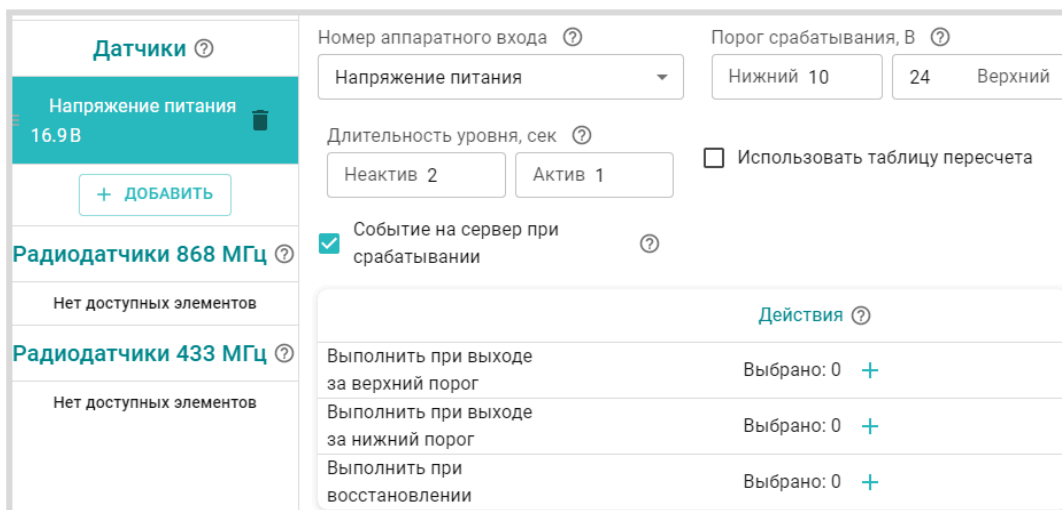 Датчики
Напряжение питания
16.9 В
+ ДОБАВИТЬ
Радиодатчики 868 МГц
Нет доступных элементов
Радиодатчики 433 МГц
Нет доступных элементов
Номер аппаратного входа
Напряжение питания
Порог срабатывания, В
Нижний 10
24 Верхний
Длительность уровня, сек
Неактив 2
Актив 1
Использовать таблицу пересчета
Событие на сервер при
срабатывании
Действия
Выполнить при выходе
за верхний порог
Выбрано: 0 +
Выполнить при выходе
за нижний порог
Выбрано: 0 +
Выполнить при
восстановлении
Выбрано: 0 +